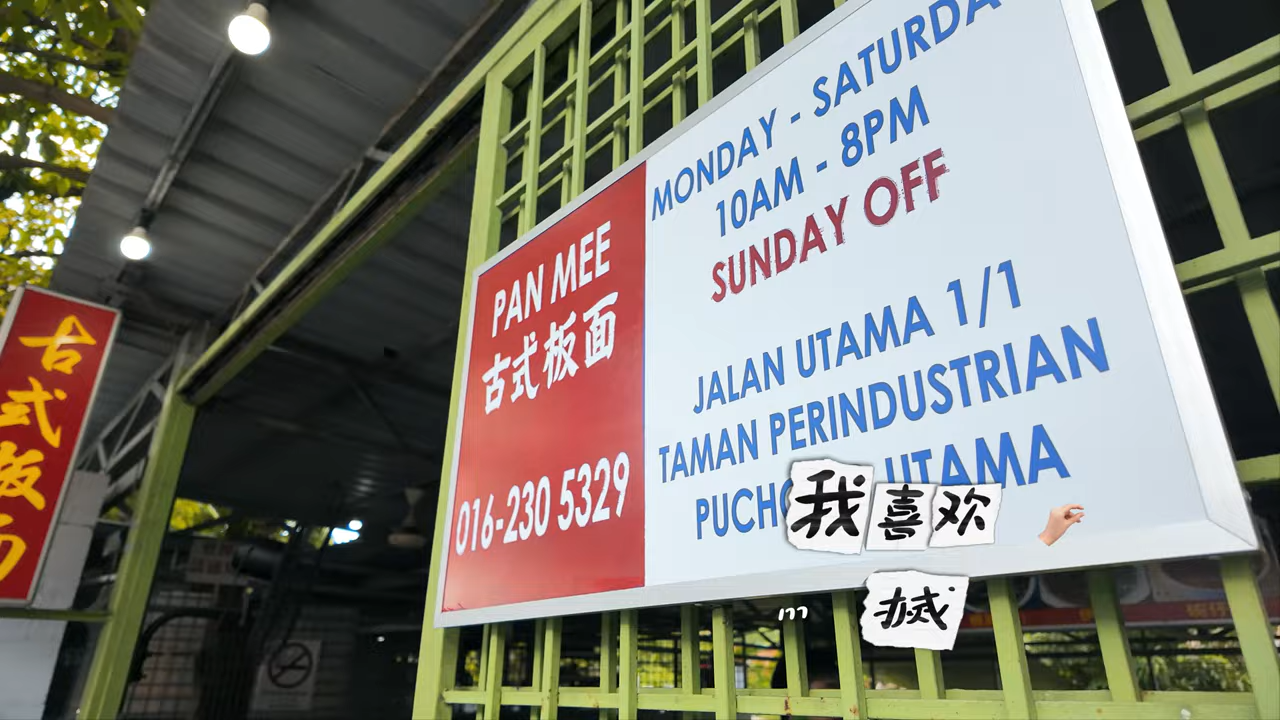 古式板面
PAN MEE
古式板面
016-230 5329
MONDAY - SATURDA
10AM - 8PM
SUNDAY OFF
JALAN UTAMA 1/1
TAMAN PERINDUSTRIAN
PUCHO UTAMA
我喜欢